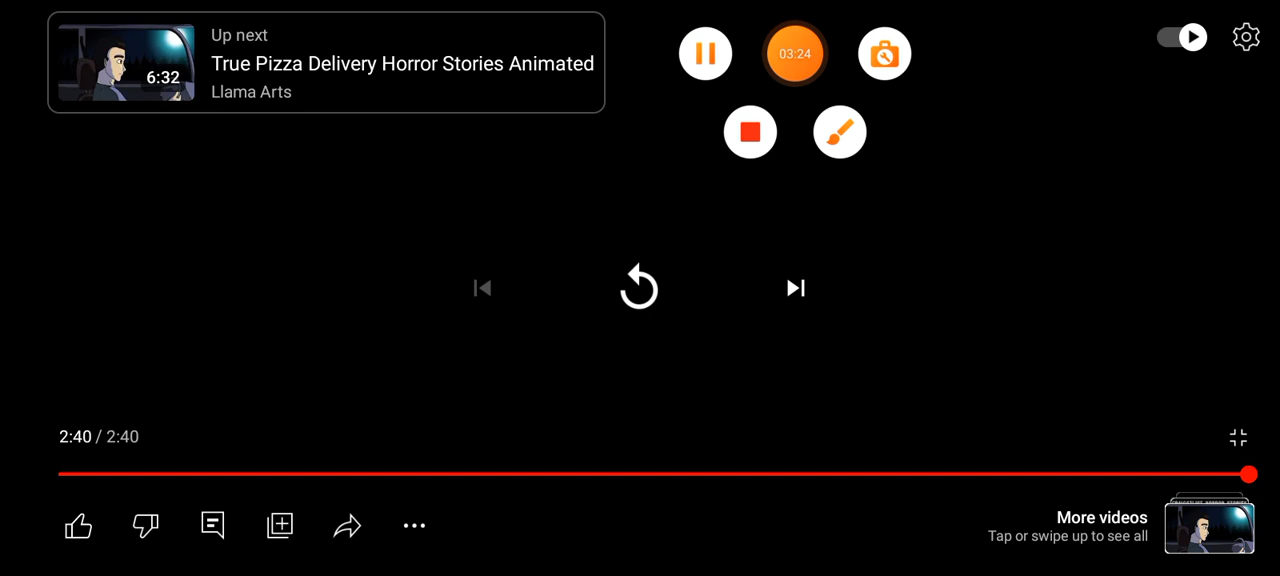 Up next
True Pizza Delivery Horror Stories Animated
Llama Arts
6:32
03:24
2:40 / 2:40
More videos
Tap or swipe up to see all